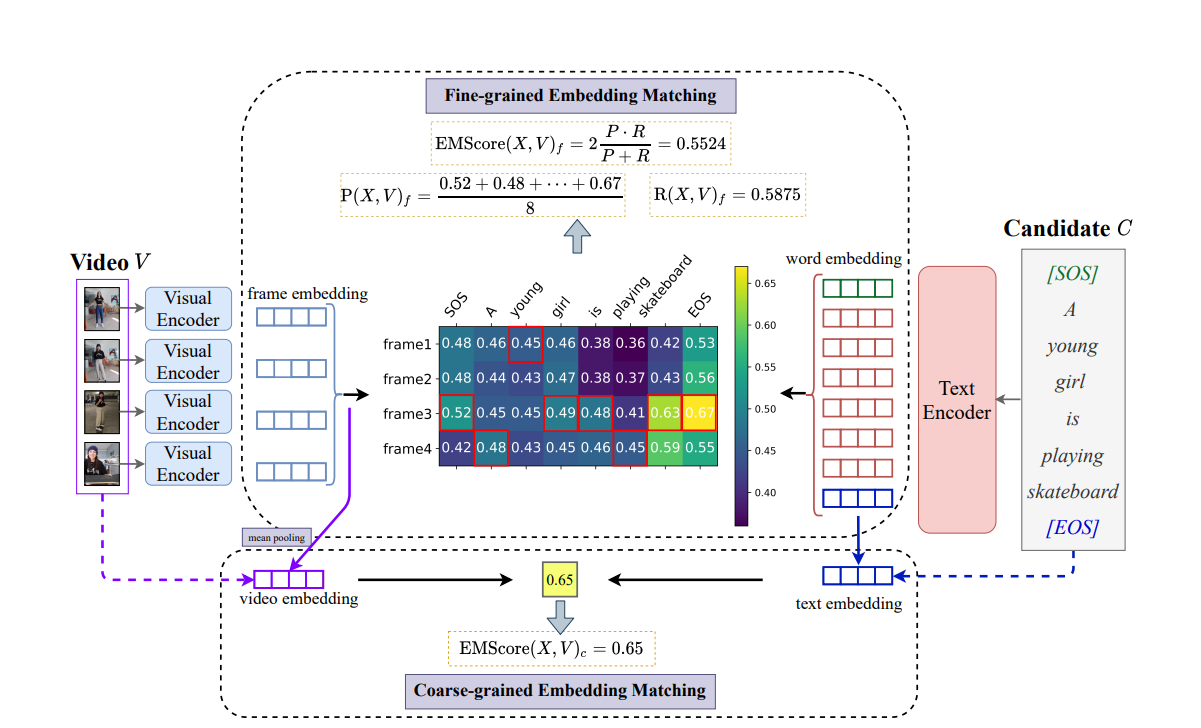 Fine-grained Embedding Matching
EMScore(X, V)_f = 2 \frac{P · R}{P + R} = 0.5524
P(X, V)_f = \frac{0.52 + 0.48 + ··· + 0.67}{8}
R(X, V)_f = 0.5875
Video V
Visual Encoder
Visual Encoder
Visual Encoder
Visual Encoder
frame embedding
SOS A young girl is playing skateboard EOS
frame1 0.48 0.46 0.45 0.46 0.38 0.36 0.42 0.53
frame2 0.48 0.44 0.43 0.47 0.38 0.37 0.43 0.56
frame3 0.52 0.45 0.45 0.49 0.48 0.41 0.63 0.67
frame4 0.42 0.48 0.43 0.45 0.46 0.45 0.59 0.55
0.65
0.60
0.55
0.50
0.45
0.40
word embedding
Text
Encoder
Candidate C
[SOS]
A
young
girl
is
playing
skateboard
[EOS]
mean pooling
video embedding
0.65
text embedding
EMScore(X, V)_c = 0.65
Coarse-grained Embedding Matching